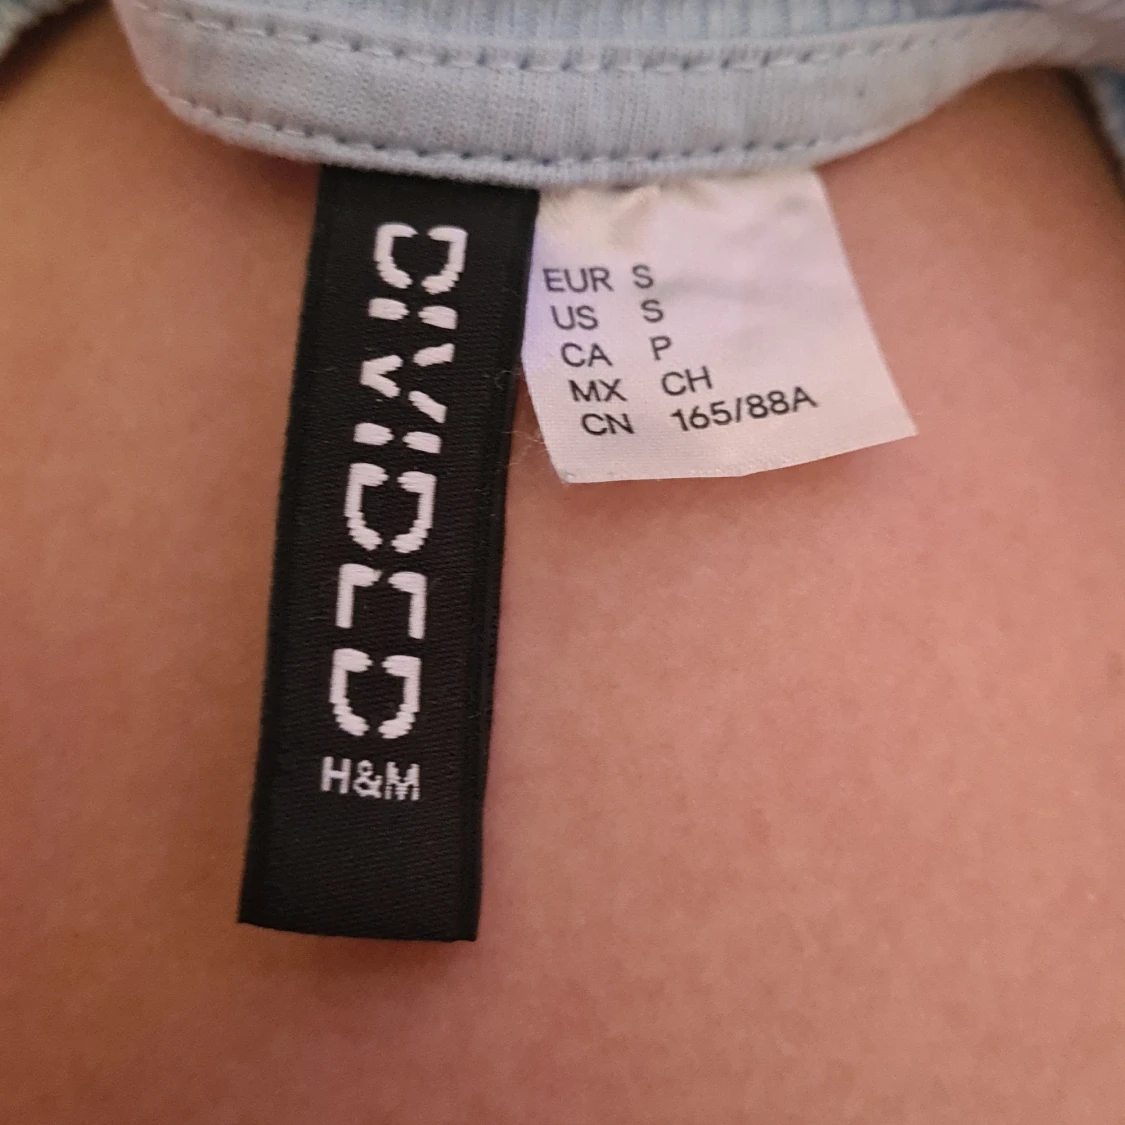 DIVIDED
H&M
EUR S
US S
CA P
MX CH
CN 165/88A